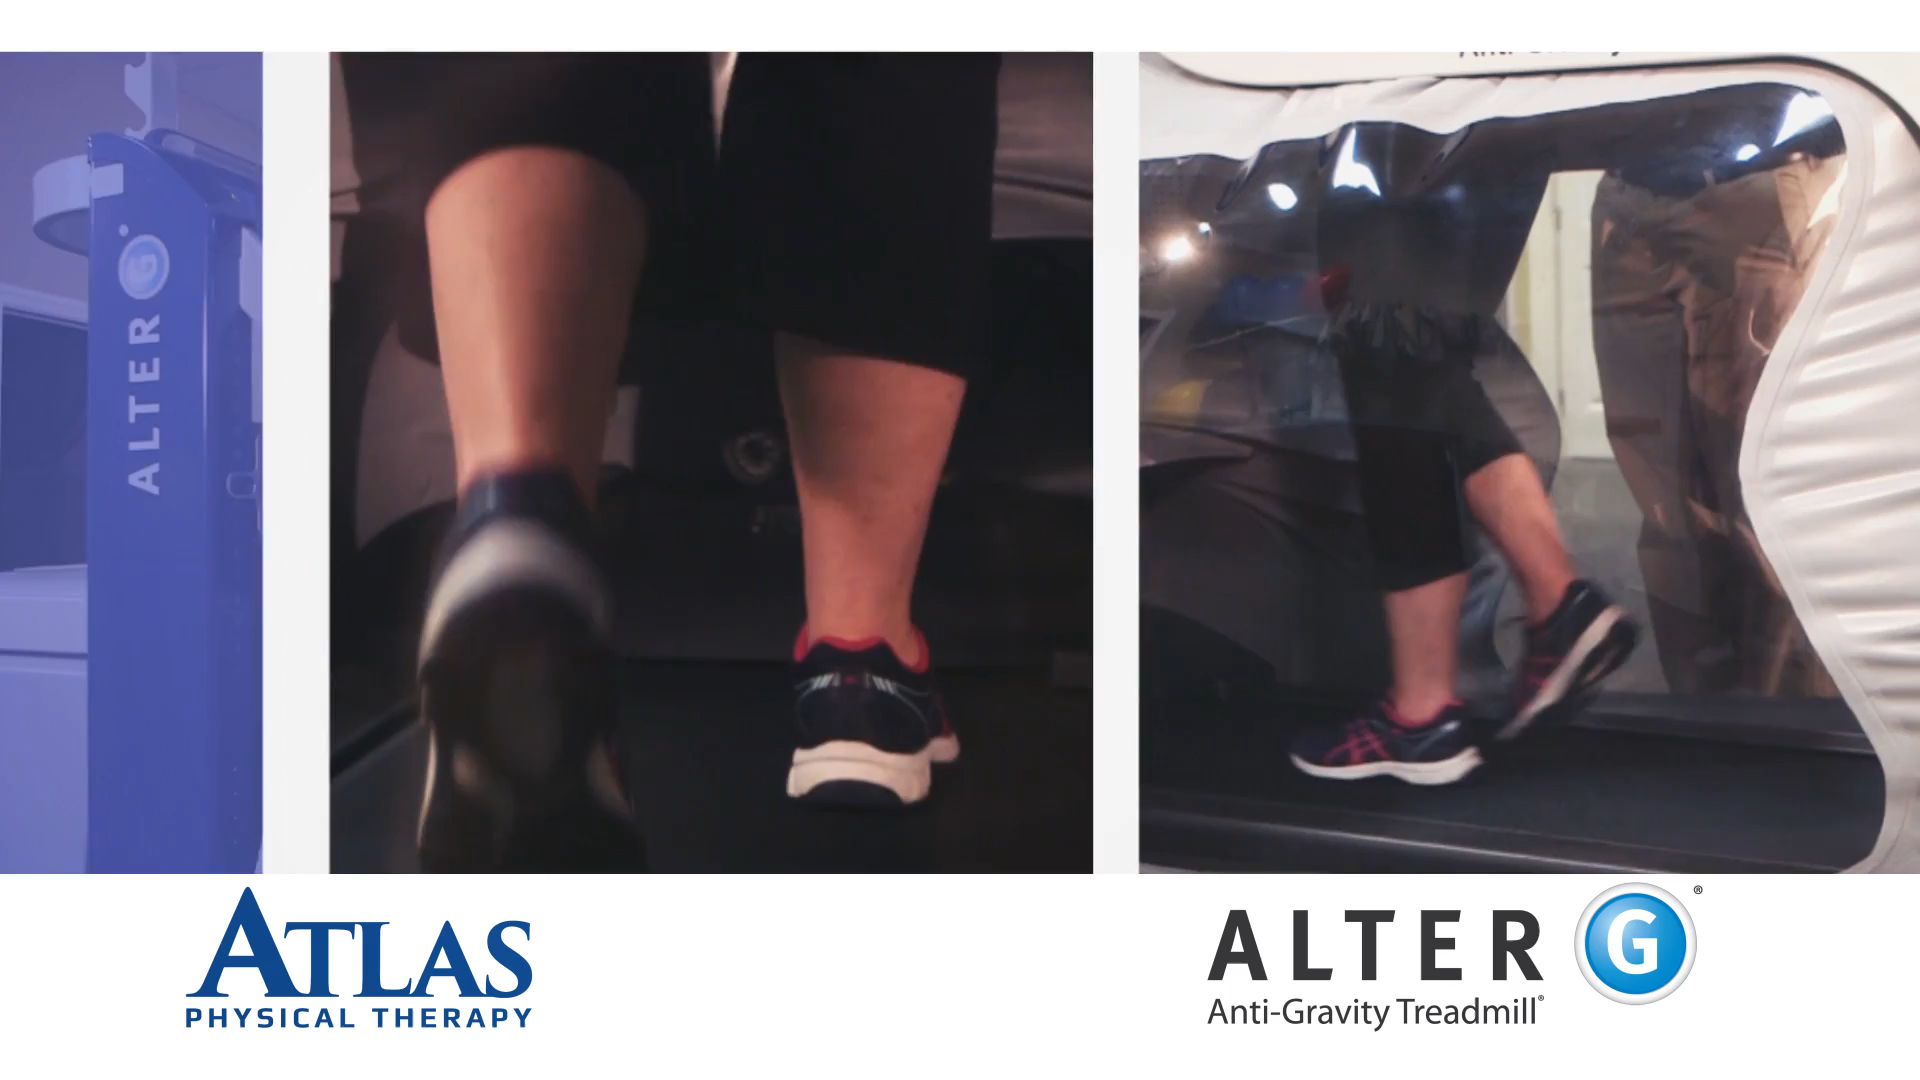 ALTER G
ATLAS
PHYSICAL THERAPY
ALTER G®
Anti-Gravity Treadmill®